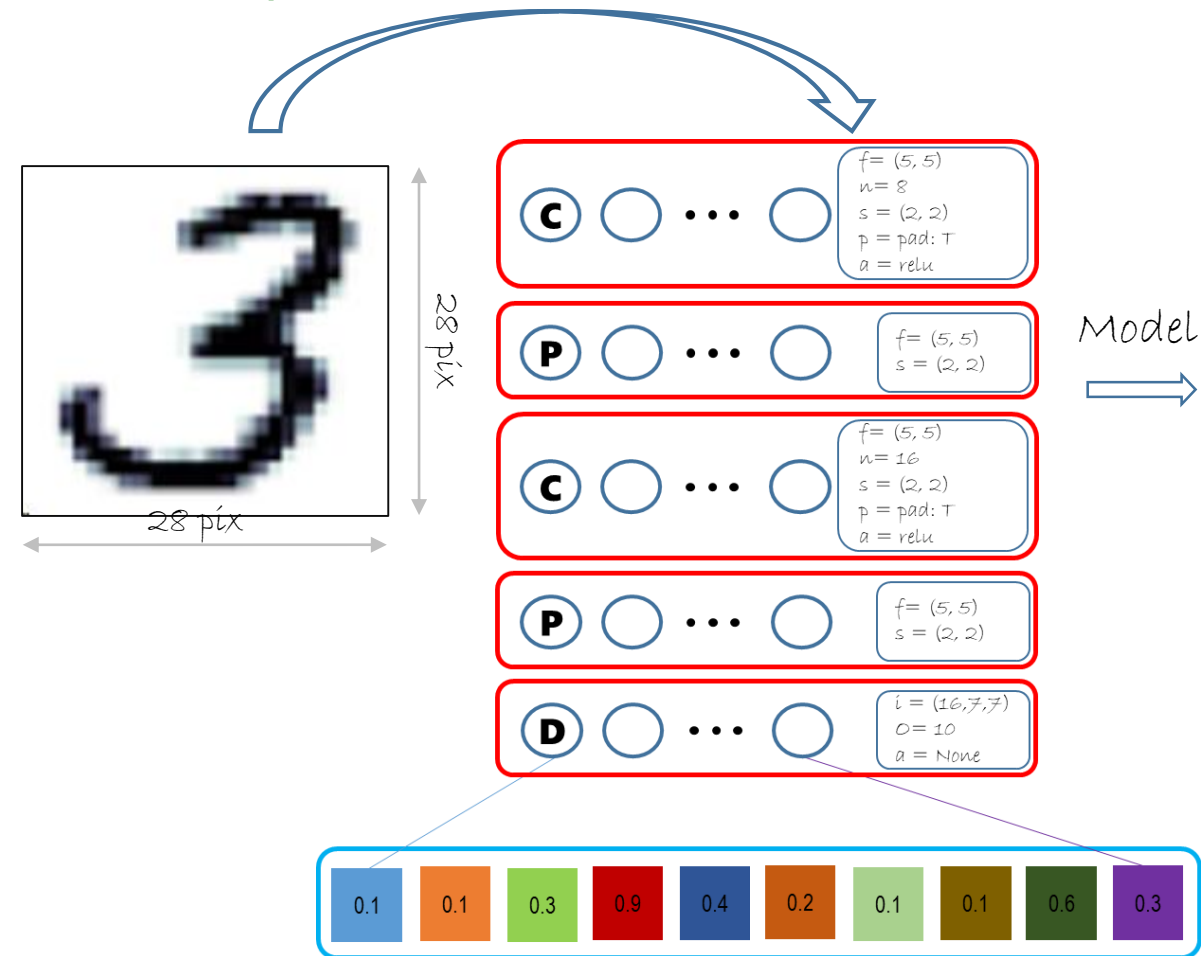 C
f= (5, 5)
n= 8
s = (2, 2)
p = pad: T
a = relu
28 pix
28 pix
P
f= (5, 5)
s = (2, 2)
Model
C
f= (5, 5)
n= 16
s = (2, 2)
p = pad: T
a = relu
P
f= (5, 5)
s = (2, 2)
D
i = (16,7,7)
O= 10
a = None
0.1 0.1 0.3 0.9 0.4 0.2 0.1 0.1 0.6 0.3
3